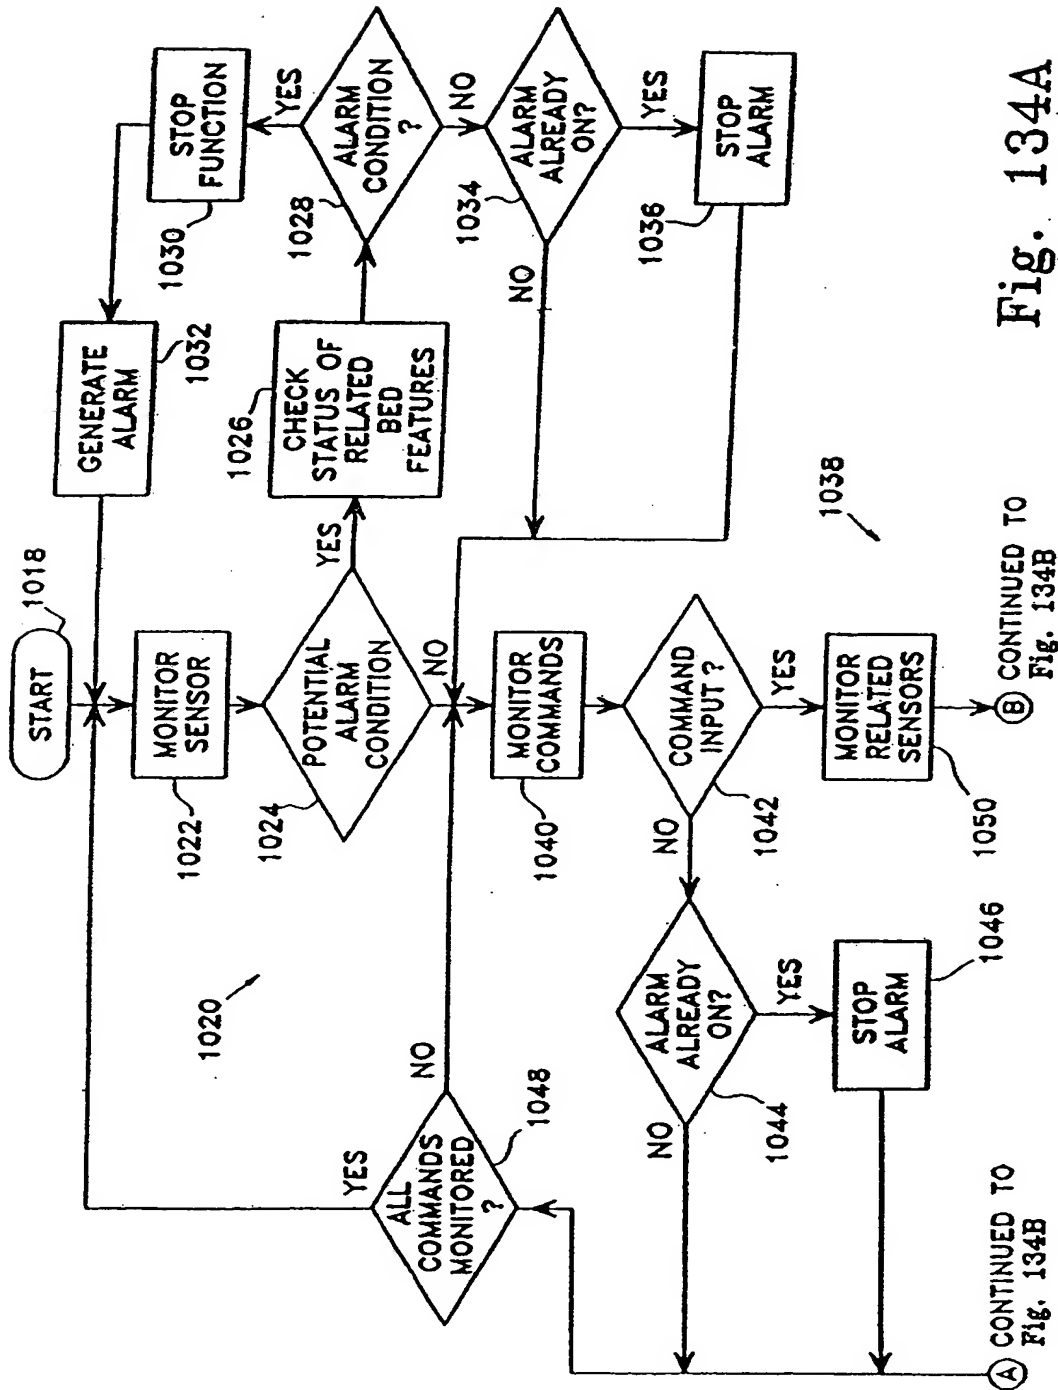 START
1018
GENERATE
ALARM
1032
STOP
FUNCTION
1030
MONITOR
SENSOR
1022
POTENTIAL
ALARM
CONDITION
1024
YES
NO
CHECK
STATUS OF
RELATED
BED
FEATURES
1026
ALARM
CONDITION
?
1028
YES
NO
ALARM
ALREADY
ON?
1034
NO
YES
STOP
ALARM
1036
1020
1038
MONITOR
COMMANDS
1040
COMMAND
INPUT ?
1042
NO
YES
MONITOR
RELATED
SENSORS
1050
ALARM
ALREADY
ON?
1044
NO
YES
STOP
ALARM
1046
ALL
COMMANDS
MONITORED
?
1048
YES
NO
A CONTINUED TO
Fig. 134B
B CONTINUED TO
Fig. 134B
Fig. 134A